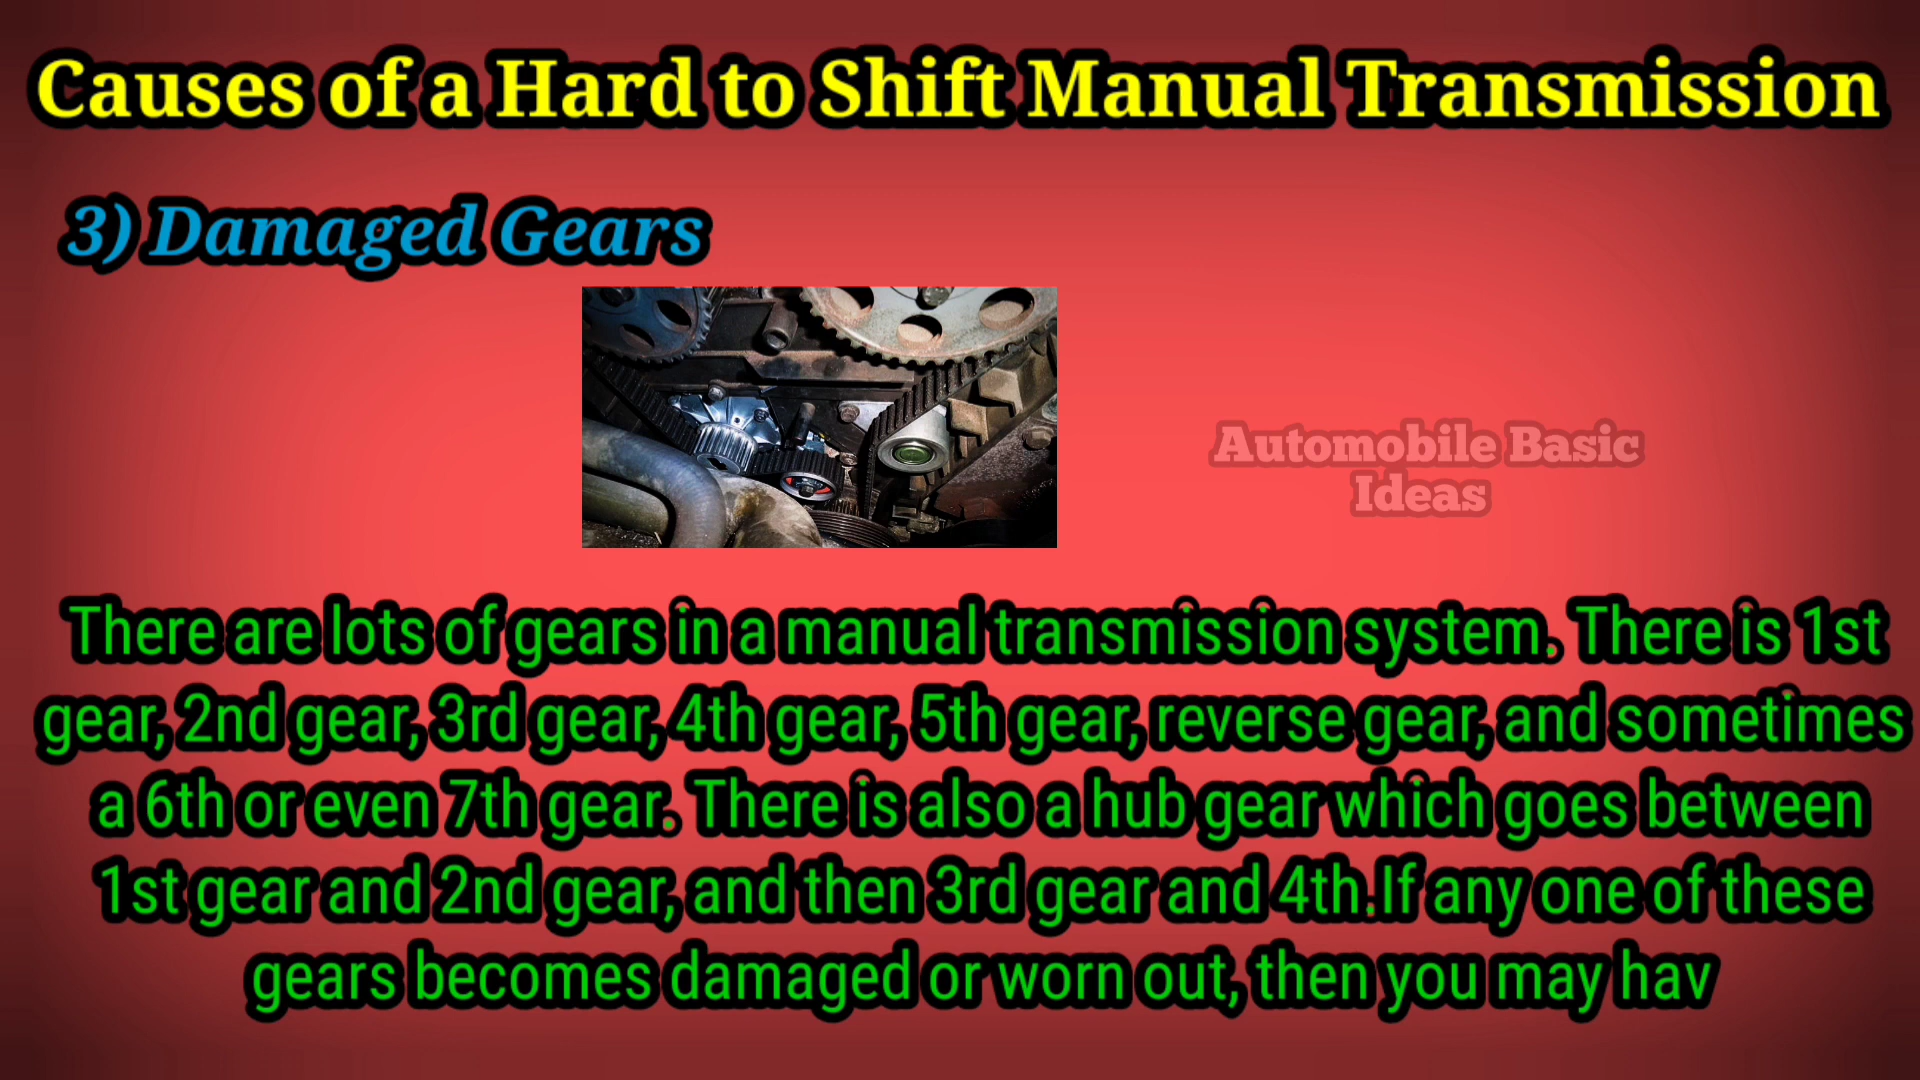 Causes of a Hard to Shift Manual Transmission
3) Damaged Gears
Automobile Basic
Ideas
There are lots of gears in a manual transmission system. There is 1st
gear, 2nd gear, 3rd gear, 4th gear, 5th gear, reverse gear, and sometimes
a 6th or even 7th gear. There is also a hub gear which goes between
1st gear and 2nd gear, and then 3rd gear and 4th.If any one of these
gears becomes damaged or worn out, then you may hav